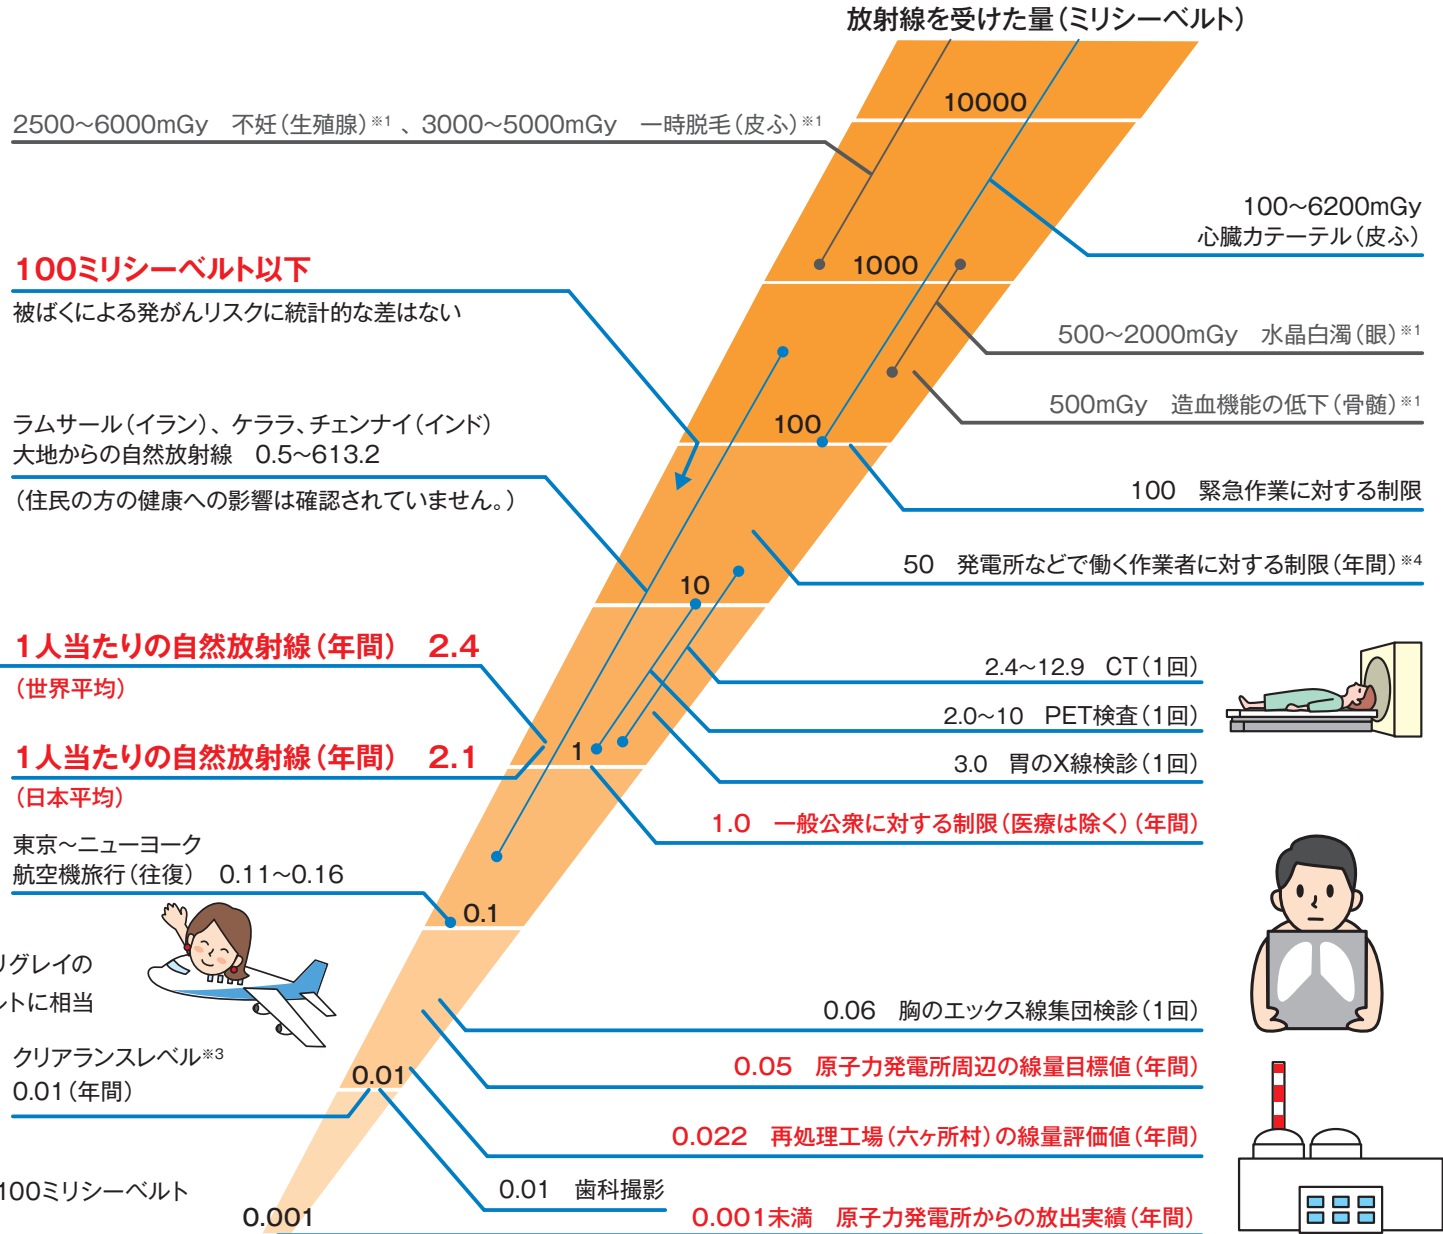 放射線を受けた量（ミリシーベルト）
10000
2500～6000mGy 不妊（生殖腺）※1 、3000～5000mGy 一時脱毛（皮ふ）※1
100～6200mGy
心臓カテーテル（皮ふ）
1000
100ミリシーベルト以下
被ばくによる発がんリスクに統計的な差はない
500～2000mGy 水晶白濁（眼）※1
500mGy 造血機能の低下（骨髄）※1
100
ラムサール（イラン）、ケララ、チェンナイ（インド）
大地からの自然放射線 0.5～613.2
（住民の方の健康への影響は確認されていません。）
100 緊急作業に対する制限
50 発電所などで働く作業者に対する制限（年間）※4
10
1人当たりの自然放射線（年間） 2.4
（世界平均）
2.4～12.9 CT（1回）
2.0～10 PET検査（1回）
1人当たりの自然放射線（年間） 2.1
（日本平均）
1
3.0 胃のX線検診（1回）
1.0 一般公衆に対する制限（医療は除く）（年間）
東京～ニューヨーク
航空機旅行（往復） 0.11～0.16
0.1
リグレイの
ルトに相当
0.06 胸のエックス線集団検診（1回）
クリアランスレベル※3
0.01（年間）
0.01
0.05 原子力発電所周辺の線量目標値（年間）
0.022 再処理工場（六ヶ所村）の線量評価値（年間）
100ミリシーベルト
0.01 歯科撮影
0.001
0.001未満 原子力発電所からの放出実績（年間）